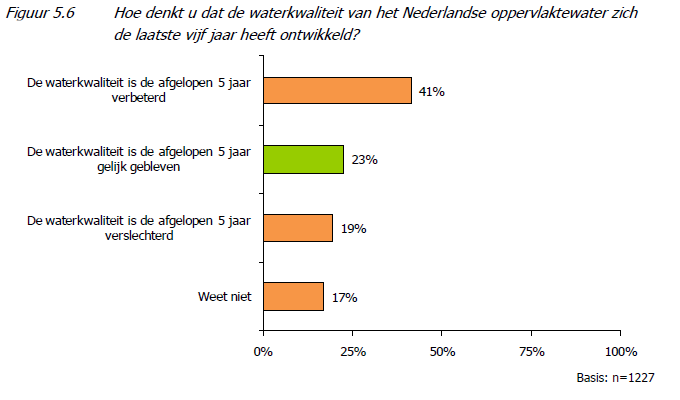 Figuur 5.6 Hoe denkt u dat de waterkwaliteit van het Nederlandse oppervlaktewater zich
de laatste vijf jaar heeft ontwikkeld?
De waterkwaliteit is de afgelopen 5 jaar
verbeterd
41%
De waterkwaliteit is de afgelopen 5 jaar
gelijk gebleven
23%
De waterkwaliteit is de afgelopen 5 jaar
verslechterd
19%
Weet niet
17%
0% 25% 50% 75% 100%
Basis: n=1227